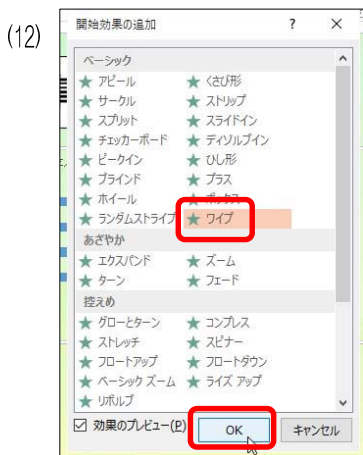 (12)
開始効果の追加 ? ×
ベーシック
アピール くさび形
サークル ストリップ
スプリット スライドイン
チェッカーボード ディゾルブイン
ピークイン ひし形
ブラインド プラス
ホイール ボックス
ランダムストライプ ワイプ
あざやか
エクスパンド ズーム
ターン フェード
控えめ
グローとターン コンプレス
ストレッチ スピナー
フロートアップ フロートダウン
ベーシック ズーム ライズ アップ
リボルブ
効果のプレビュー(P) OK キャンセル